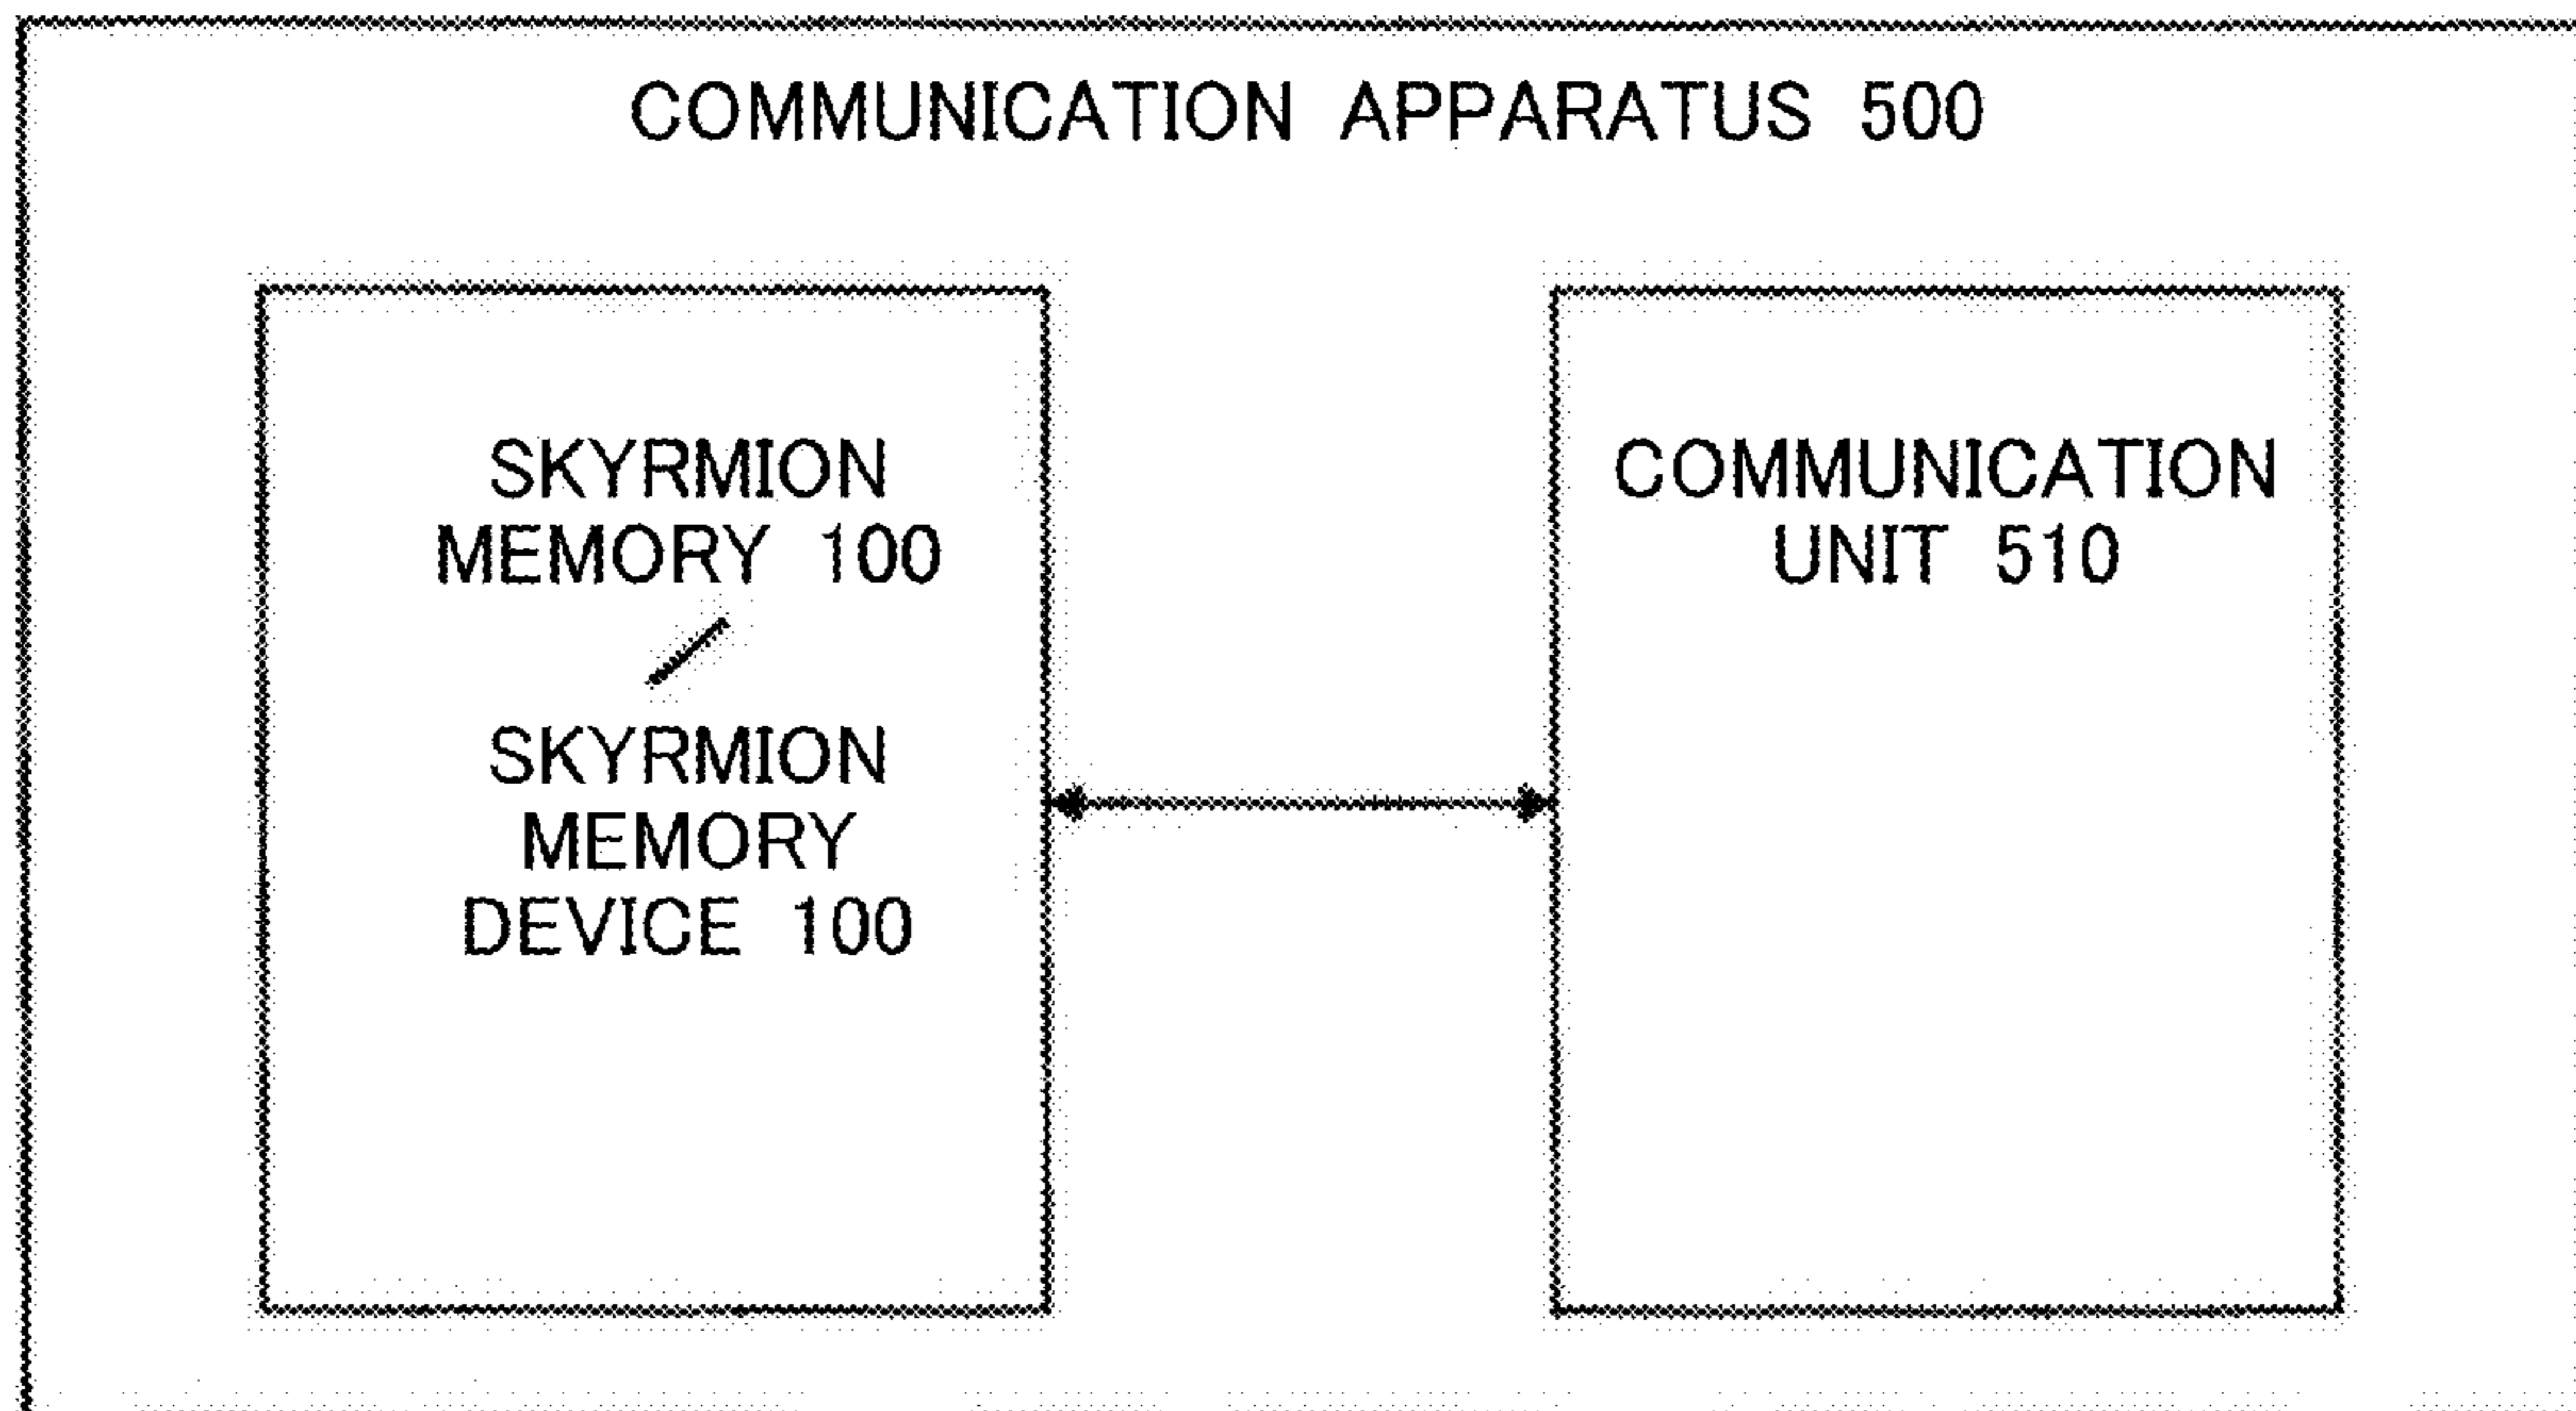 COMMUNICATION APPARATUS 500
SKYRMION
MEMORY 100
/
SKYRMION
MEMORY
DEVICE 100
COMMUNICATION
UNIT 510